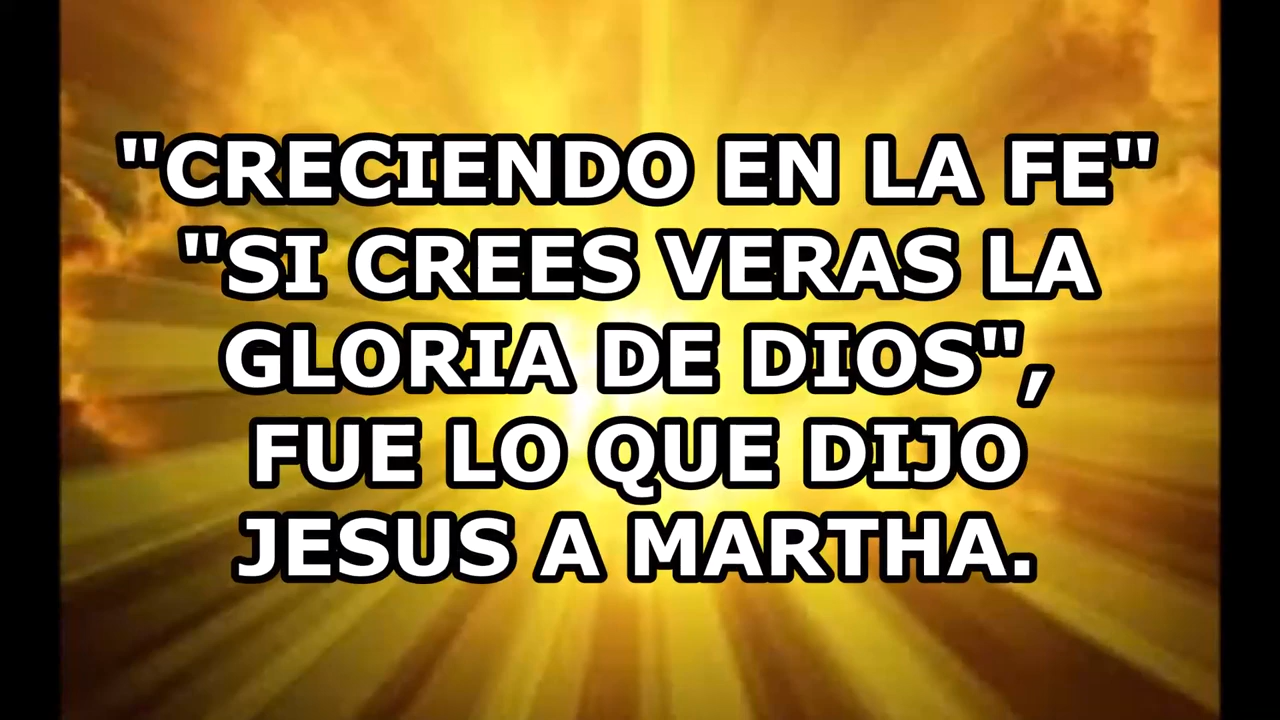 "CRECIENDO EN LA FE"
"SI CREES VERAS LA
GLORIA DE DIOS",
FUE LO QUE DIJO
JESUS A MARTHA.